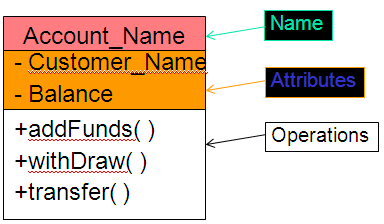 Account_Name
- Customer_Name
- Balance
+addFunds( )
+withDraw( )
+transfer( )
Name
Attributes
Operations